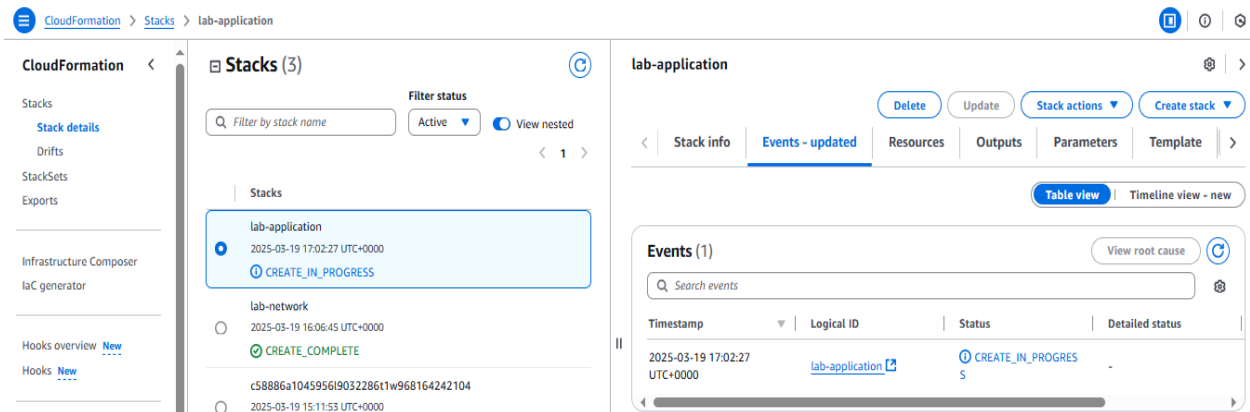 CloudFormation > Stacks > lab-application
CloudFormation
Stacks
Stack details
Drifts
StackSets
Exports
Infrastructure Composer
IaC generator
Hooks overview New
Hooks New
Stacks (3)
Filter status
Filter by stack name
Active
View nested
1
Stacks
lab-application
2025-03-19 17:02:27 UTC+0000
CREATE_IN_PROGRESS
lab-network
2025-03-19 16:06:45 UTC+0000
CREATE_COMPLETE
c58886a1045956l9032286t1w968164242104
2025-03-19 15:11:53 UTC+0000
lab-application
Delete
Update
Stack actions
Create stack
Stack info
Events - updated
Resources
Outputs
Parameters
Template
Table view
Timeline view - new
Events (1)
View root cause
Search events
Timestamp
Logical ID
Status
Detailed status
2025-03-19 17:02:27
UTC+0000
lab-application
CREATE_IN_PROGRES
S
-